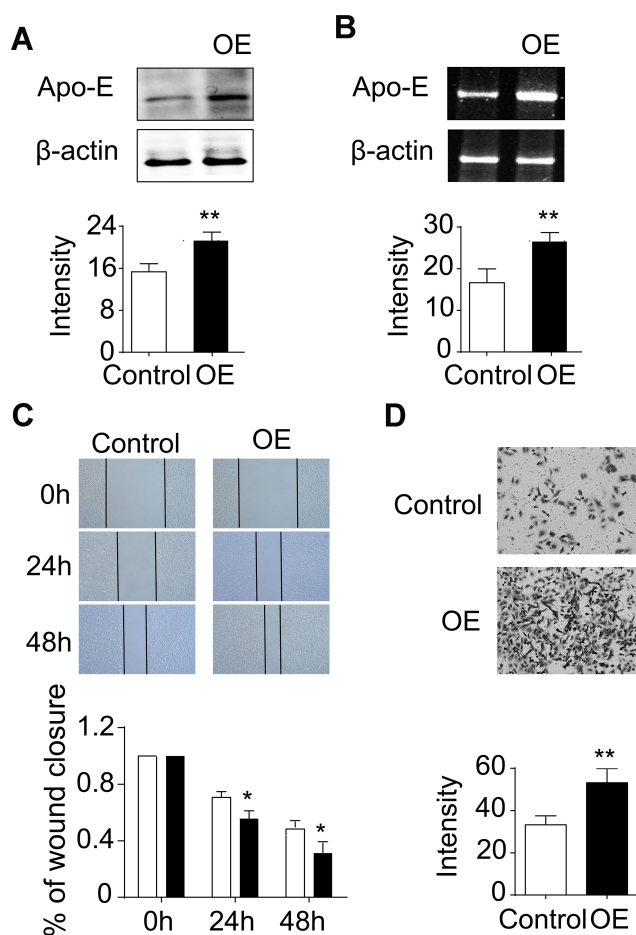 A
OE
Apo-E
β-actin
Intensity
24
16
8
0
**
Control OE
B
OE
Apo-E
β-actin
Intensity
30
20
10
0
**
Control OE
C
Control OE
0h
24h
48h
% of wound closure
1.2
0.8
0.4
0
*
*
0h 24h 48h
D
Control
OE
Intensity
60
40
20
0
**
Control OE